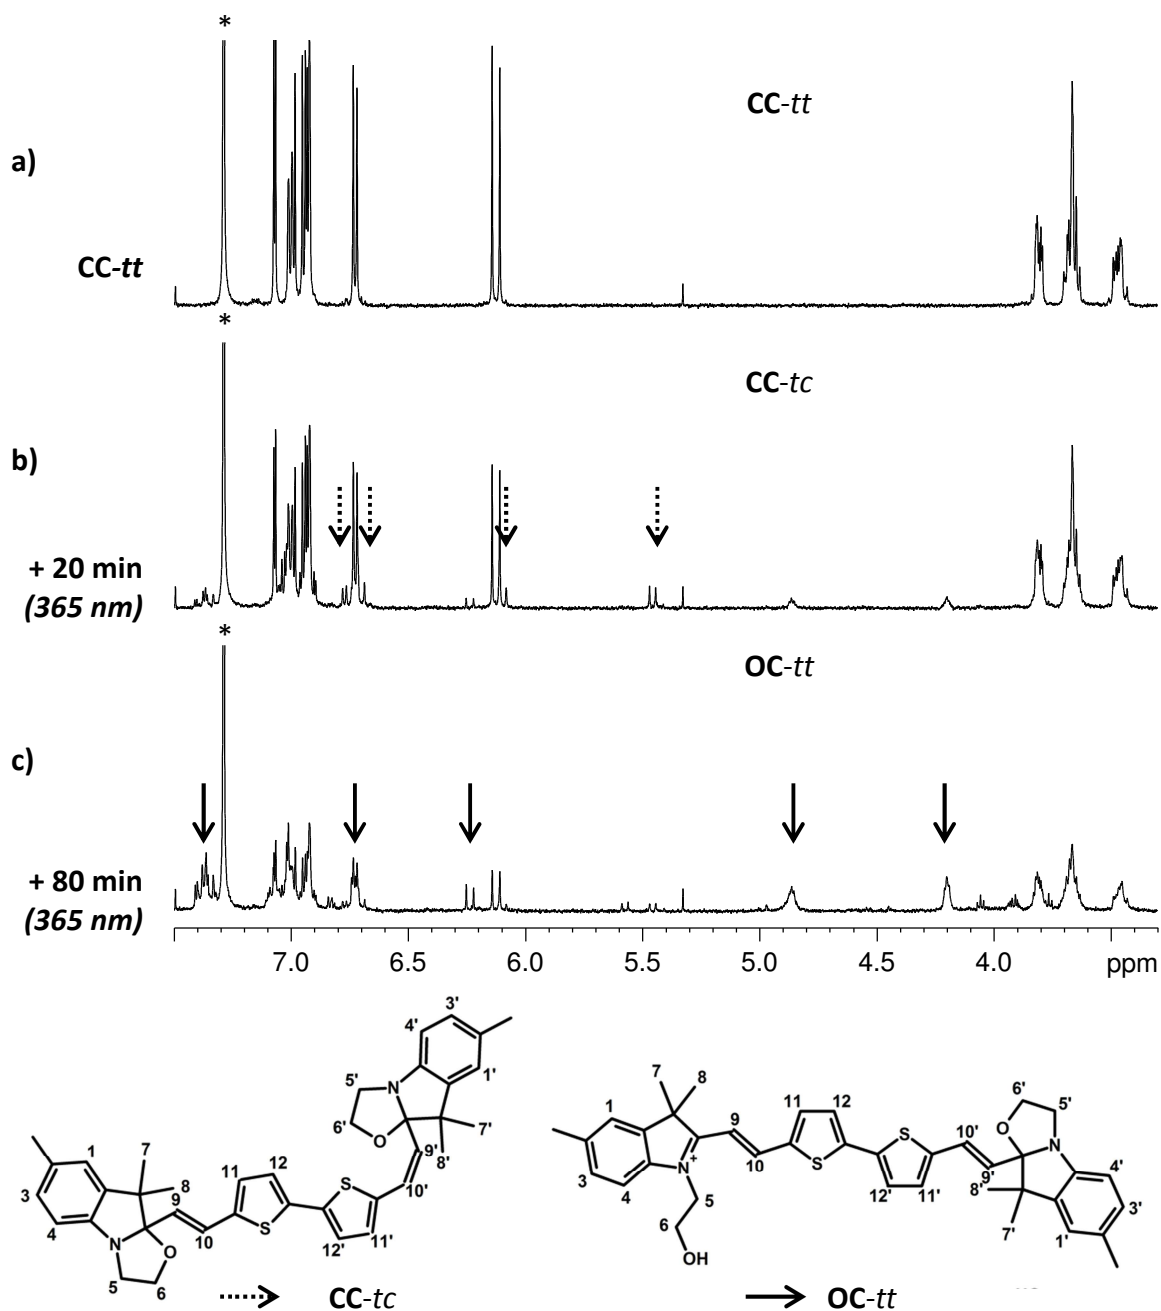 *
CC-tt
a)
CC-tt
*
CC-tc
b)
+ 20 min
(365 nm)
*
OC-tt
c)
+ 80 min
(365 nm)
7.0 6.5 6.0 5.5 5.0 4.5 4.0 ppm
3'
4'
5' N 1'
6' O 7'
8' 9'
1 7 8 11 12 S 10'
3 9
4 10 S 12' 11'
N O
5 6
CC-tc
7 8 6' 5'
1 9 11 12 S 10' O N
3 N + 10 S 9' 4'
4 5 12' 11' 8' 3'
6 7' 1'
OH
OC-tt